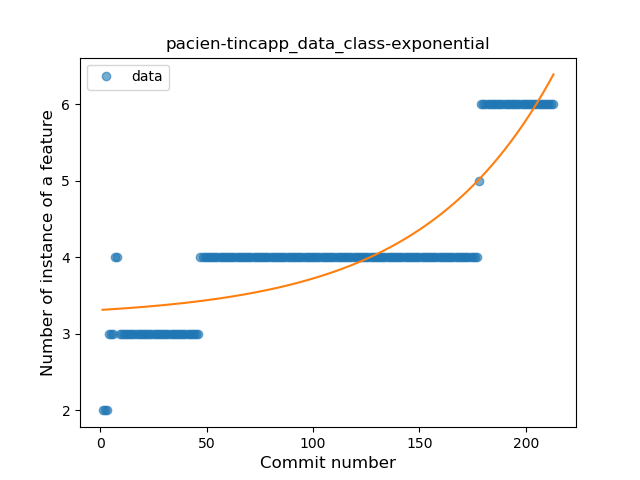 pacien-tincapp_data_class-exponential
data
Number of instance of a feature
6
5
4
3
2
0
50
100
150
200
Commit number